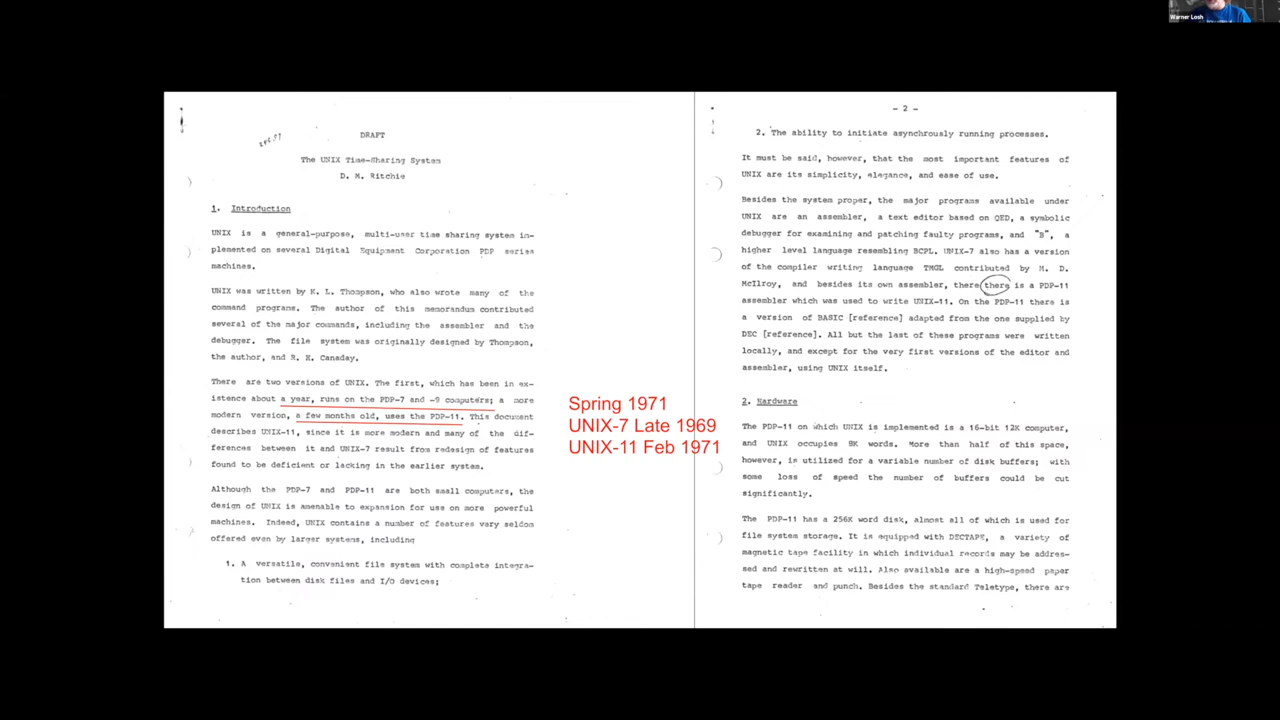 Warner Losh
DRAFT
The UNIX Time-Sharing System
D. M. Ritchie
1. Introduction
UNIX is a general-purpose, multi-user time sharing system im-
plemented on several Digital Equipment Corporation PDP series
machines.
UNIX was written by K. L. Thompson, who also wrote many of the
command programs. The author of this memorandum contributed
several of the major commands, including the assembler and the
debugger. The file system was originally designed by Thompson,
the author, and R. H. Canaday.
There are two versions of UNIX. The first, which has been in ex-
istence about a year, runs on the PDP-7 and -9 computers; a more
modern version, a few months old, uses the PDP-11. This document
describes UNIX-11, since it is more modern and many of the dif-
ferences between it and UNIX-7 result from redesign of features
found to be deficient or lacking in the earlier system.
Although the PDP-7 and PDP-11 are both small computers, the
design of UNIX is amenable to expansion for use on more powerful
machines. Indeed, UNIX contains a number of features very seldom
offered even by larger systems, including
1. A versatile, convenient file system with complete integra-
tion between disk files and I/O devices;
Spring 1971
UNIX-7 Late 1969
UNIX-11 Feb 1971
- 2 -
2. The ability to initiate asynchrously running processes.
It must be said, however, that the most important features of
UNIX are its simplicity, elegance, and ease of use.
Besides the system proper, the major programs available under
UNIX are an assembler, a text editor based on QED, a symbolic
debugger for examining and patching faulty programs, and "B", a
higher level language resembling BCPL. UNIX-7 also has a version
of the compiler writing language TMGL contributed by M. D.
McIlroy, and besides its own assembler, there there is a PDP-11
assembler which was used to write UNIX-11. On the PDP-11 there is
a version of BASIC [reference] adapted from the one supplied by
DEC [reference]. All but the last of these programs were written
locally, and except for the very first versions of the editor and
assembler, using UNIX itself.
2. Hardware
The PDP-11 on which UNIX is implemented is a 16-bit 12K computer,
and UNIX occupies 8K words. More than half of this space,
however, is utilized for a variable number of disk buffers; with
some loss of speed the number of buffers could be cut
significantly.
The PDP-11 has a 256K word disk, almost all of which is used for
file system storage. It is equipped with DECTAPE, a variety of
magnetic tape facility in which individual records may be addres-
sed and rewritten at will. Also available are a high-speed paper
tape reader and punch. Besides the standard Teletype, there are